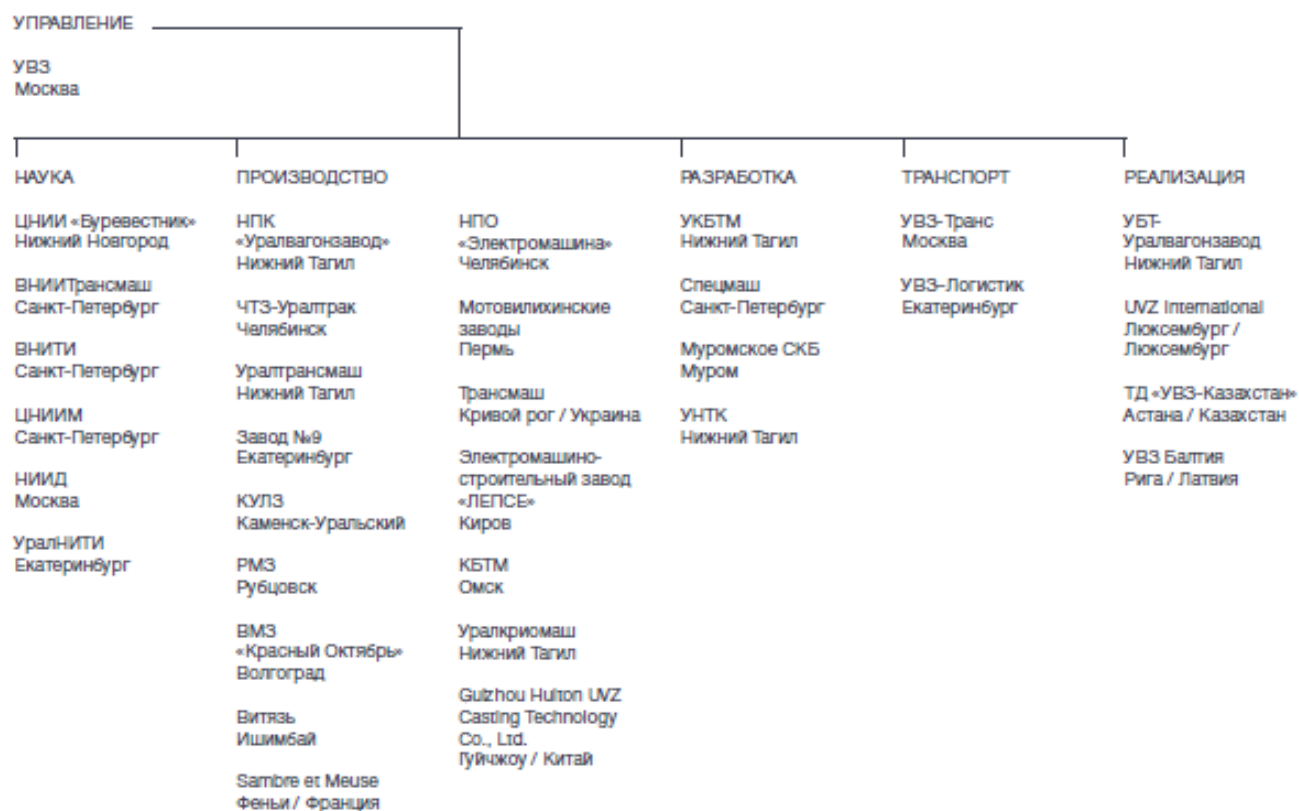 УПРАВЛЕНИЕ
УВЗ
Москва
НАУКА
ЦНИИ «Буревестник»
Нижний Новгород
ВНИИТрансмаш
Санкт-Петербург
ВНИТИ
Санкт-Петербург
ЦНИИМ
Санкт-Петербург
НИИД
Москва
УралНИТИ
Екатеринбург
ПРОИЗВОДСТВО
НПК
«Уралвагонзавод»
Нижний Тагил
ЧТЗ-Уралтрак
Челябинск
Уралтрансмаш
Нижний Тагил
Завод №9
Екатеринбург
КУЛЗ
Каменск-Уральский
РМЗ
Рубцовск
ВМЗ
«Красный Октябрь»
Волгоград
Витязь
Ишимбай
Sambre et Meuse
Феньи / Франция
НПО
«Электромашина»
Челябинск
Мотовилихинские
заводы
Пермь
Трансмаш
Кривой рог / Украина
Электромашино-
строительный завод
«ЛЕПСЕ»
Киров
КБТМ
Омск
Уралкриомаш
Нижний Тагил
Guizhou Huiton UVZ
Casting Technology
Co., Ltd.
Гуйчжоу / Китай
РАЗРАБОТКА
УКБТМ
Нижний Тагил
Спецмаш
Санкт-Петербург
Муромское СКБ
Муром
УНТК
Нижний Тагил
ТРАНСПОРТ
УВЗ-Транс
Москва
УВЗ-Логистик
Екатеринбург
РЕАЛИЗАЦИЯ
УБТ-
Уралвагонзавод
Нижний Тагил
UVZ International
Люксембург /
Люксембург
ТД «УВЗ-Казахстан»
Астана / Казахстан
УВЗ Балтия
Рига / Латвия